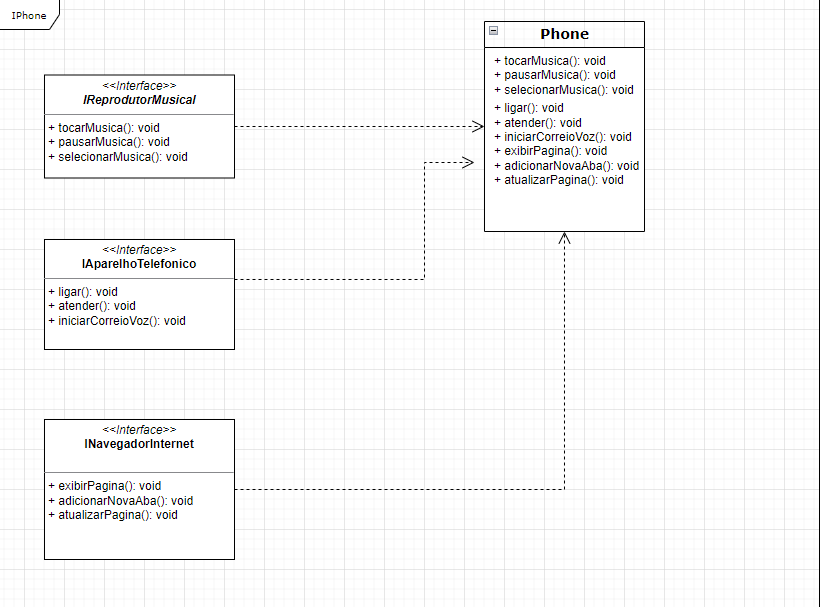 IPhone
<<Interface>>
IReprodutorMusical
+ tocarMusica(): void
+ pausarMusica(): void
+ selecionarMusica(): void
<<Interface>>
IAparelhoTelefonico
+ ligar(): void
+ atender(): void
+ iniciarCorreioVoz(): void
<<Interface>>
INavegadorInternet
+ exibirPagina(): void
+ adicionarNovaAba(): void
+ atualizarPagina(): void
Phone
+ tocarMusica(): void
+ pausarMusica(): void
+ selecionarMusica(): void
+ ligar(): void
+ atender(): void
+ iniciarCorreioVoz(): void
+ exibirPagina(): void
+ adicionarNovaAba(): void
+ atualizarPagina(): void